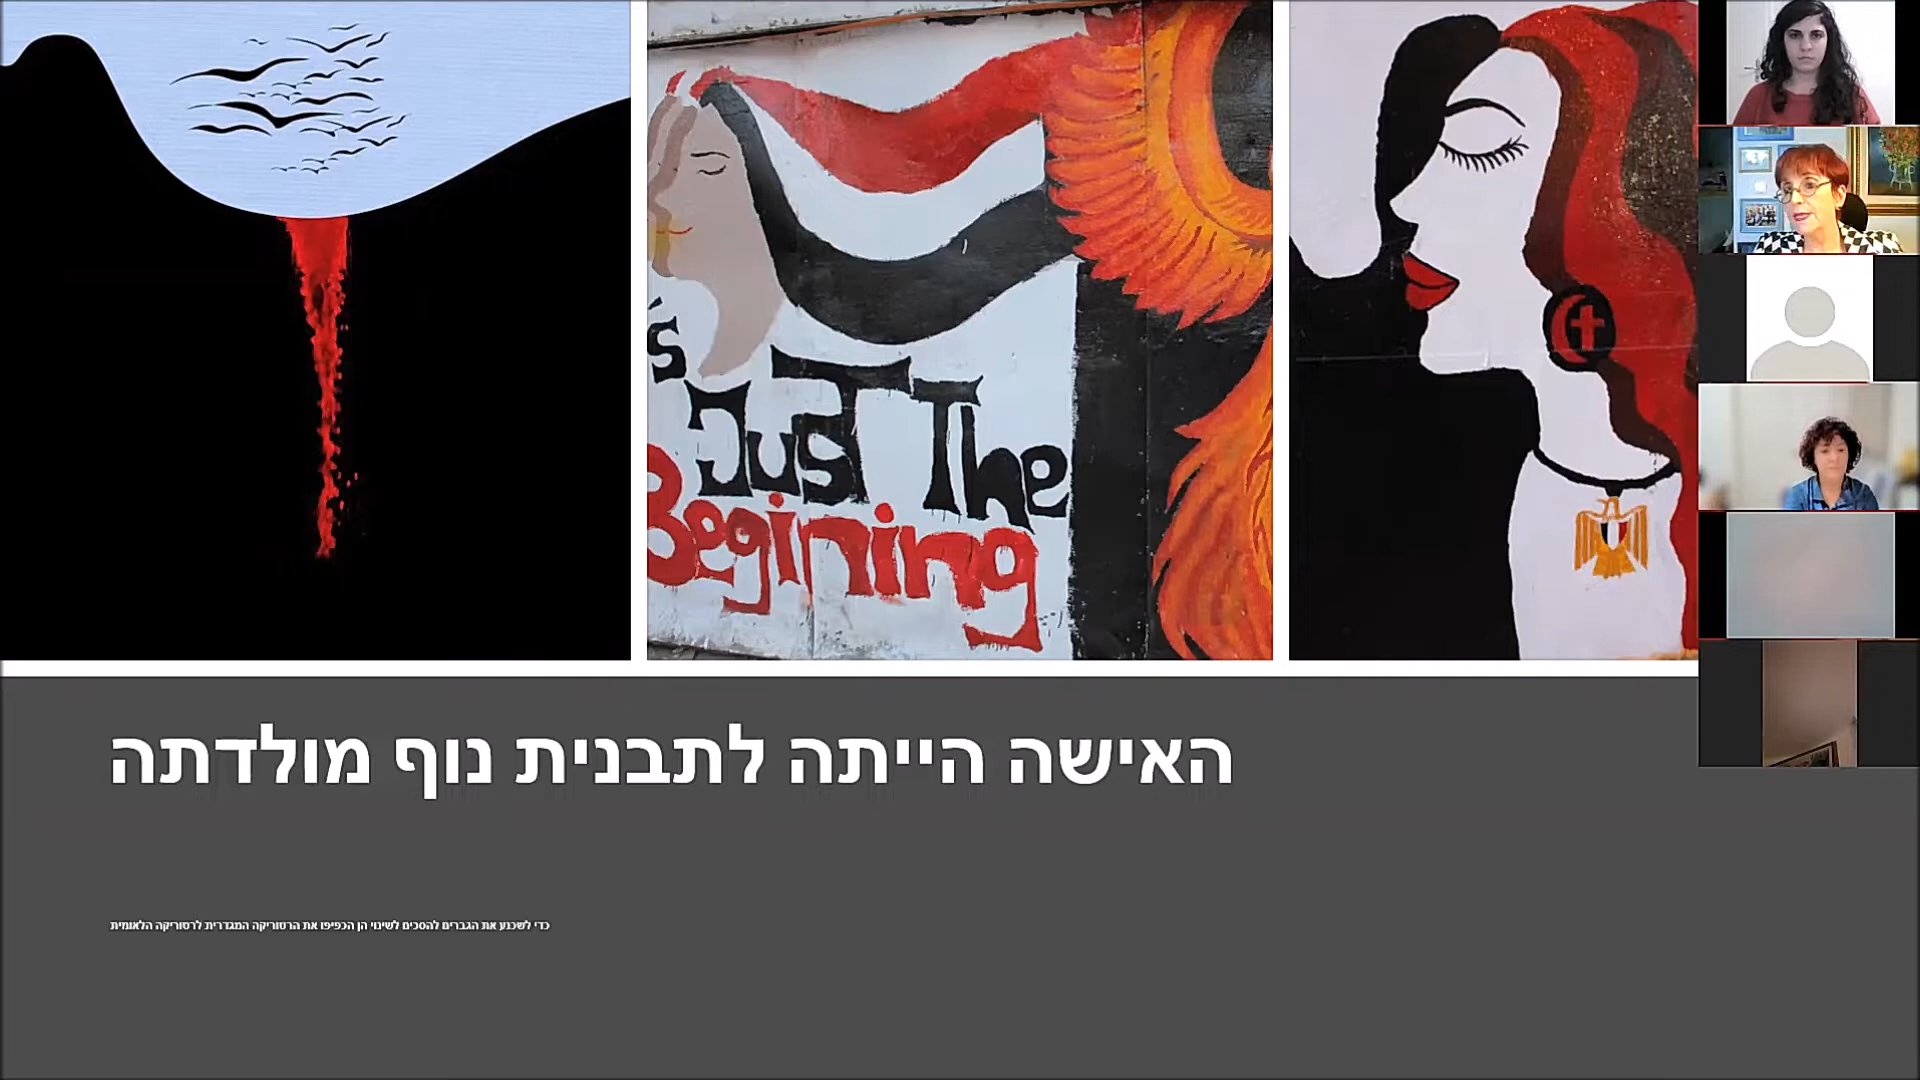 's
Just The
Begining
האישה הייתה לתבנית נוף מולדתה
כדי לשכנע את הגברים להסכים לשינוי הן הכפיפו את הרטוריקה המגדרית לרטוריקה הלאומית